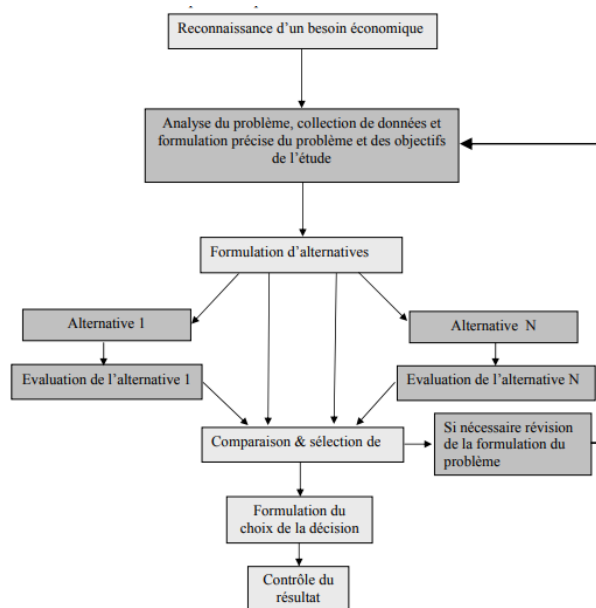 Reconnaissance d'un besoin économique
Analyse du problème, collection de données et
formulation précise du problème et des objectifs
de l'étude
Formulation d'alternatives
Alternative 1
Alternative N
Evaluation de l'alternative 1
Evaluation de l'alternative N
Comparaison & sélection de
Si nécessaire révision
de la formulation du
problème
Formulation du
choix de la décision
Contrôle du
résultat